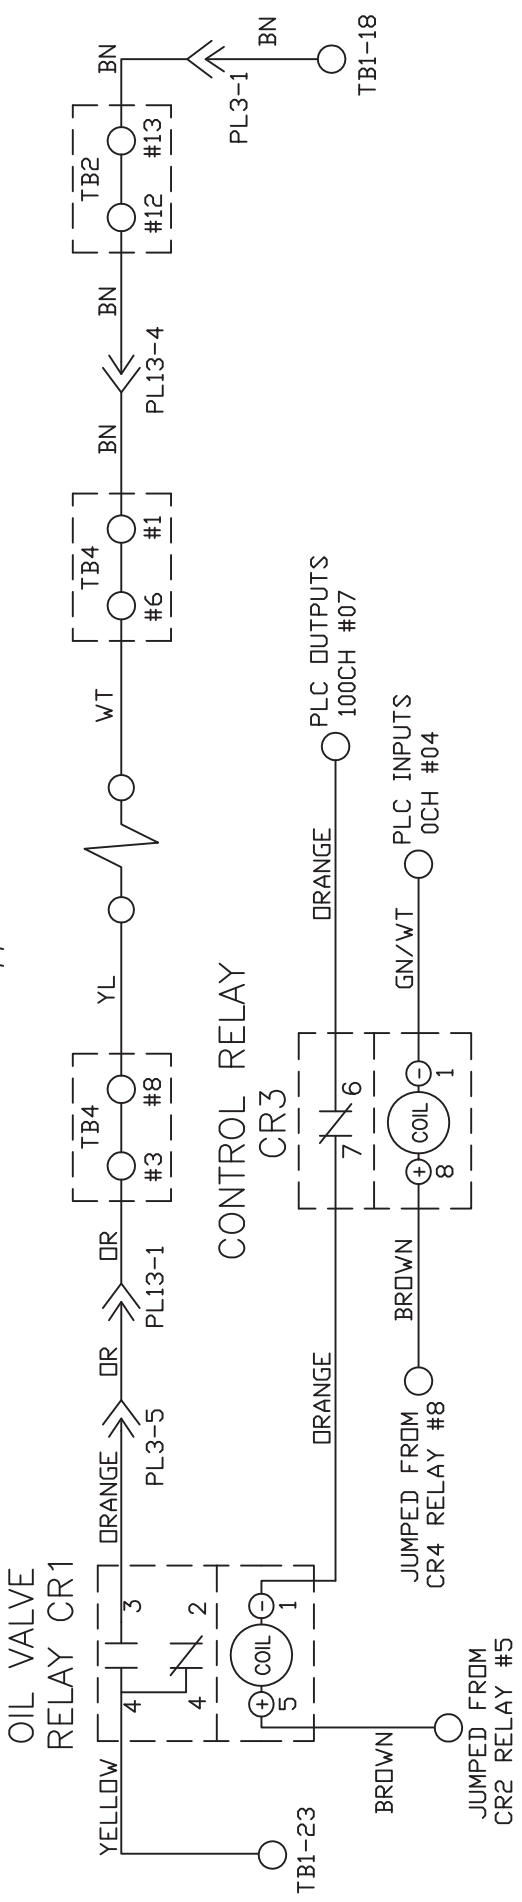 OIL VALVE
RELAY CR1
YELLOW
TB1-23
4
3
4
2
COIL
+
5
-
1
BROWN
JUMPED FROM
CR2 RELAY #5
ORANGE
PL3-5
OR
PL13-1
OR
TB4
#3
#8
YL
WT
TB4
#6
#1
BN
PL13-4
BN
TB2
#12
#13
BN
PL3-1
BN
TB1-18
CONTROL RELAY
CR3
ORANGE
7
6
ORANGE
PLC OUTPUTS
100CH #07
JUMPED FROM
CR4 RELAY #8
BROWN
+
8
COIL
-
1
GN/WT
PLC INPUTS
0CH #04